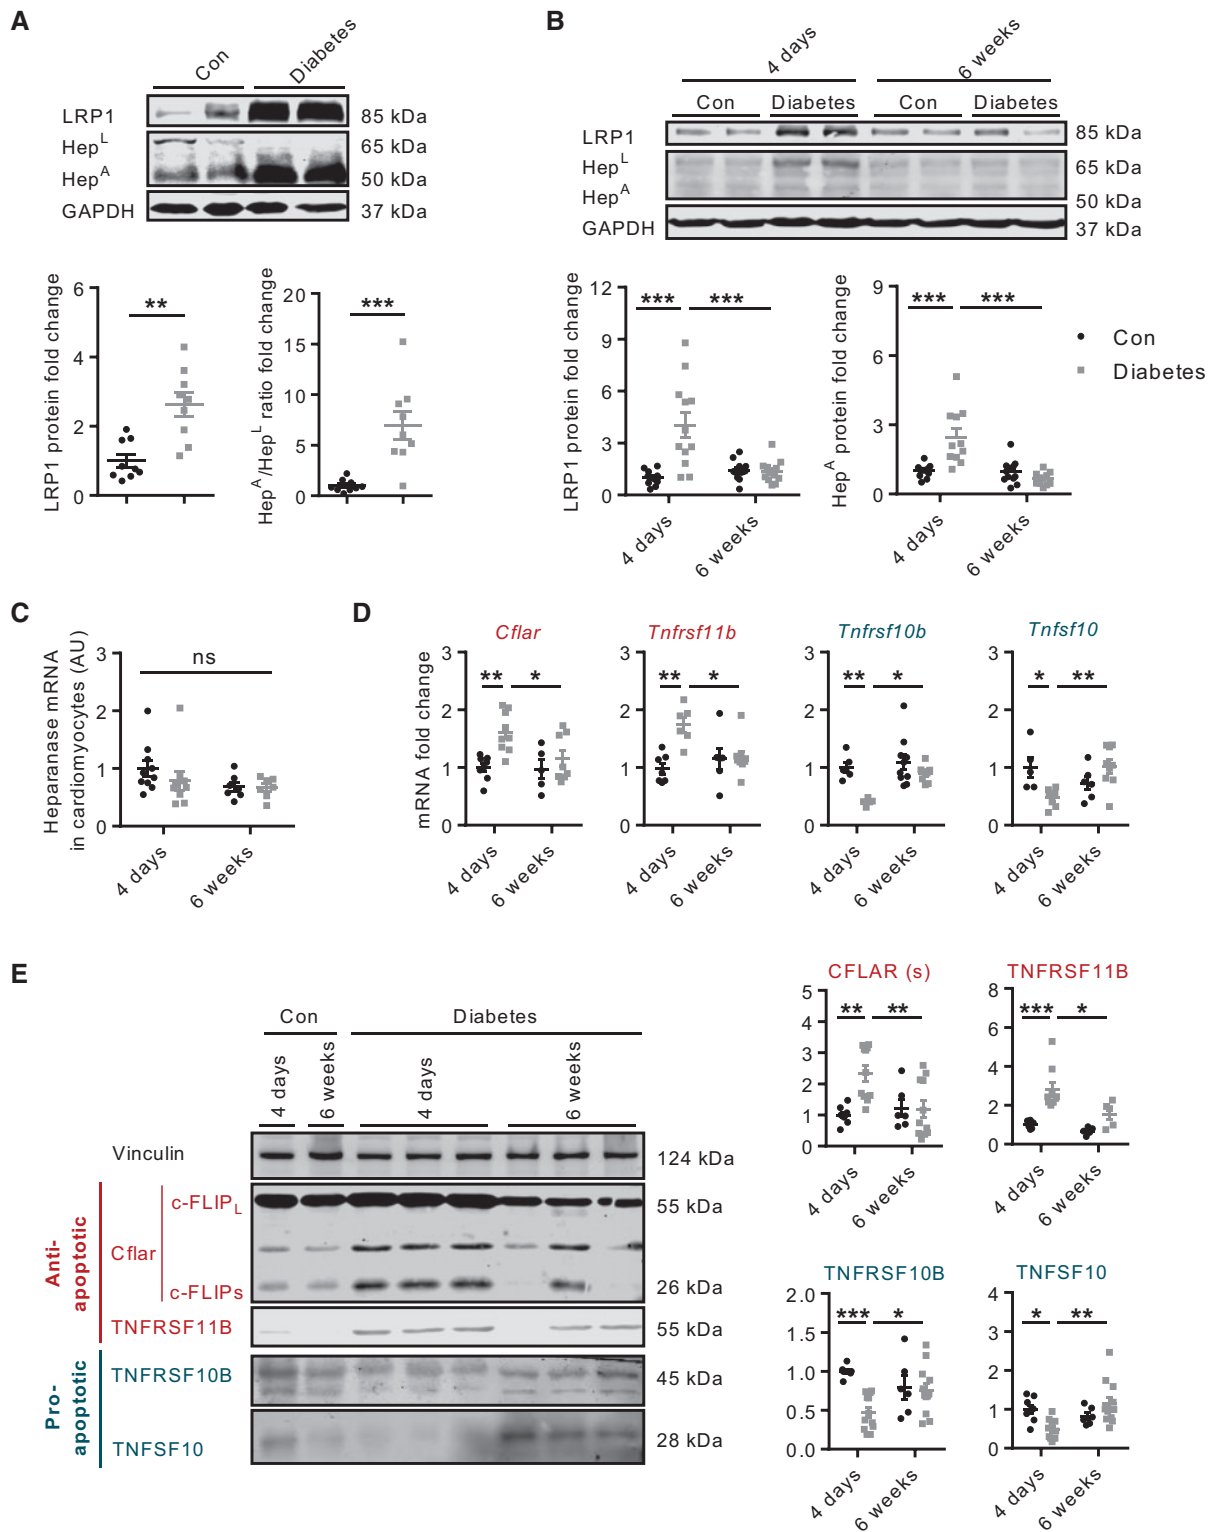 A
Con
Diabetes
LRP1
85 kDa
Hep^L
65 kDa
Hep^A
50 kDa
GAPDH
37 kDa
LRP1 protein fold change
6
4
2
0
**
Hep^A/Hep^L ratio fold change
20
15
10
5
0
***
B
4 days
6 weeks
Con
Diabetes
Con
Diabetes
LRP1
85 kDa
Hep^L
65 kDa
Hep^A
50 kDa
GAPDH
37 kDa
LRP1 protein fold change
12
9
6
3
0
***
***
4 days
6 weeks
Hep^A protein fold change
9
6
3
0
***
***
4 days
6 weeks
Con
Diabetes
C
Heparanase mRNA
in cardiomyocytes (AU)
3
2
1
0
ns
4 days
6 weeks
D
mRNA fold change
Cflar
3
2
1
0
**
*
4 days
6 weeks
Tnfrsf11b
3
2
1
0
**
*
4 days
6 weeks
Tnfrsf10b
3
2
1
0
**
*
4 days
6 weeks
Tnfsf10
3
2
1
0
*
**
4 days
6 weeks
E
Con
Diabetes
4 days
6 weeks
4 days
6 weeks
Vinculin
124 kDa
Anti-
apoptotic
Cflar
c-FLIP_L
55 kDa
c-FLIPs
26 kDa
TNFRSF11B
55 kDa
Pro-
apoptotic
TNFRSF10B
45 kDa
TNFSF10
28 kDa
CFLAR (s)
5
4
3
2
1
0
**
**
4 days
6 weeks
TNFRSF11B
8
6
4
2
0
***
*
4 days
6 weeks
TNFRSF10B
2.0
1.5
1.0
0.5
0.0
***
*
4 days
6 weeks
TNFSF10
4
3
2
1
0
*
**
4 days
6 weeks